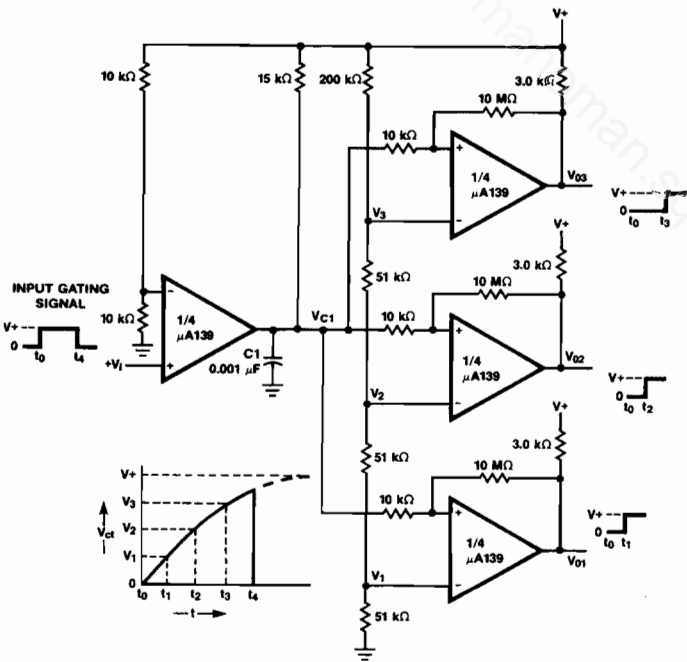 V+
10 kΩ
15 kΩ
200 kΩ
3.0 kΩ
10 MΩ
10 kΩ
+
1/4
μA139
V03
V+
0
t0
t3
V3
−
V+
INPUT GATING
SIGNAL
V+
0
t0
t4
10 kΩ
−
1/4
μA139
+VI
+
51 kΩ
3.0 kΩ
10 MΩ
VC1
10 kΩ
+
1/4
μA139
V02
C1
0.001 μF
V+
0
t0
t2
V2
−
V+
51 kΩ
3.0 kΩ
10 MΩ
10 kΩ
+
1/4
μA139
V01
V+
0
t0
t1
V1
−
51 kΩ
V+
V3
Vct
V2
V1
0
t0
t1
t2
t3
t4
t